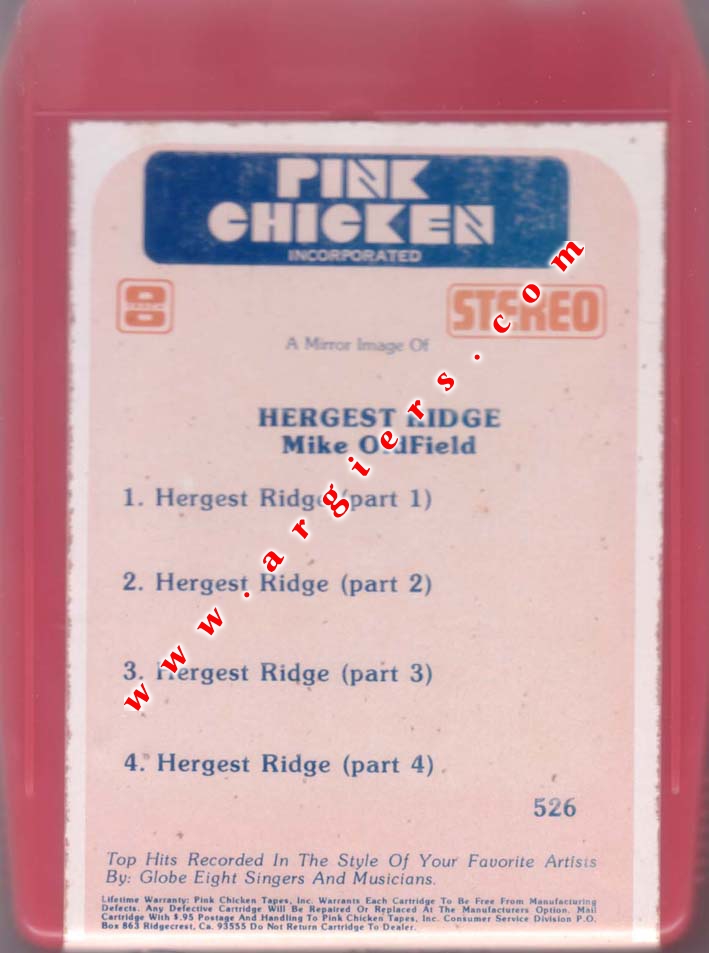 PINK
CHICKEN
INCORPORATED
8
TRACK
STEREO
A Mirror Image Of
HERGEST RIDGE
Mike OldField
1. Hergest Ridge (part 1)
2. Hergest Ridge (part 2)
3. Hergest Ridge (part 3)
4. Hergest Ridge (part 4)
526
Top Hits Recorded In The Style Of Your Favorite Artists
By: Globe Eight Singers And Musicians.
Lifetime Warranty: Pink Chicken Tapes, Inc. Warrants Each Cartridge To Be Free From Manufacturing
Defects. Any Defective Cartridge Will Be Repaired Or Replaced At The Manufacturers Option. Mail
Cartridge With $.95 Postage And Handling To Pink Chicken Tapes, Inc. Consumer Service Division P.O.
Box 863 Ridgecrest, Ca. 93555 Do Not Return Cartridge To Dealer.
www.argiers.com